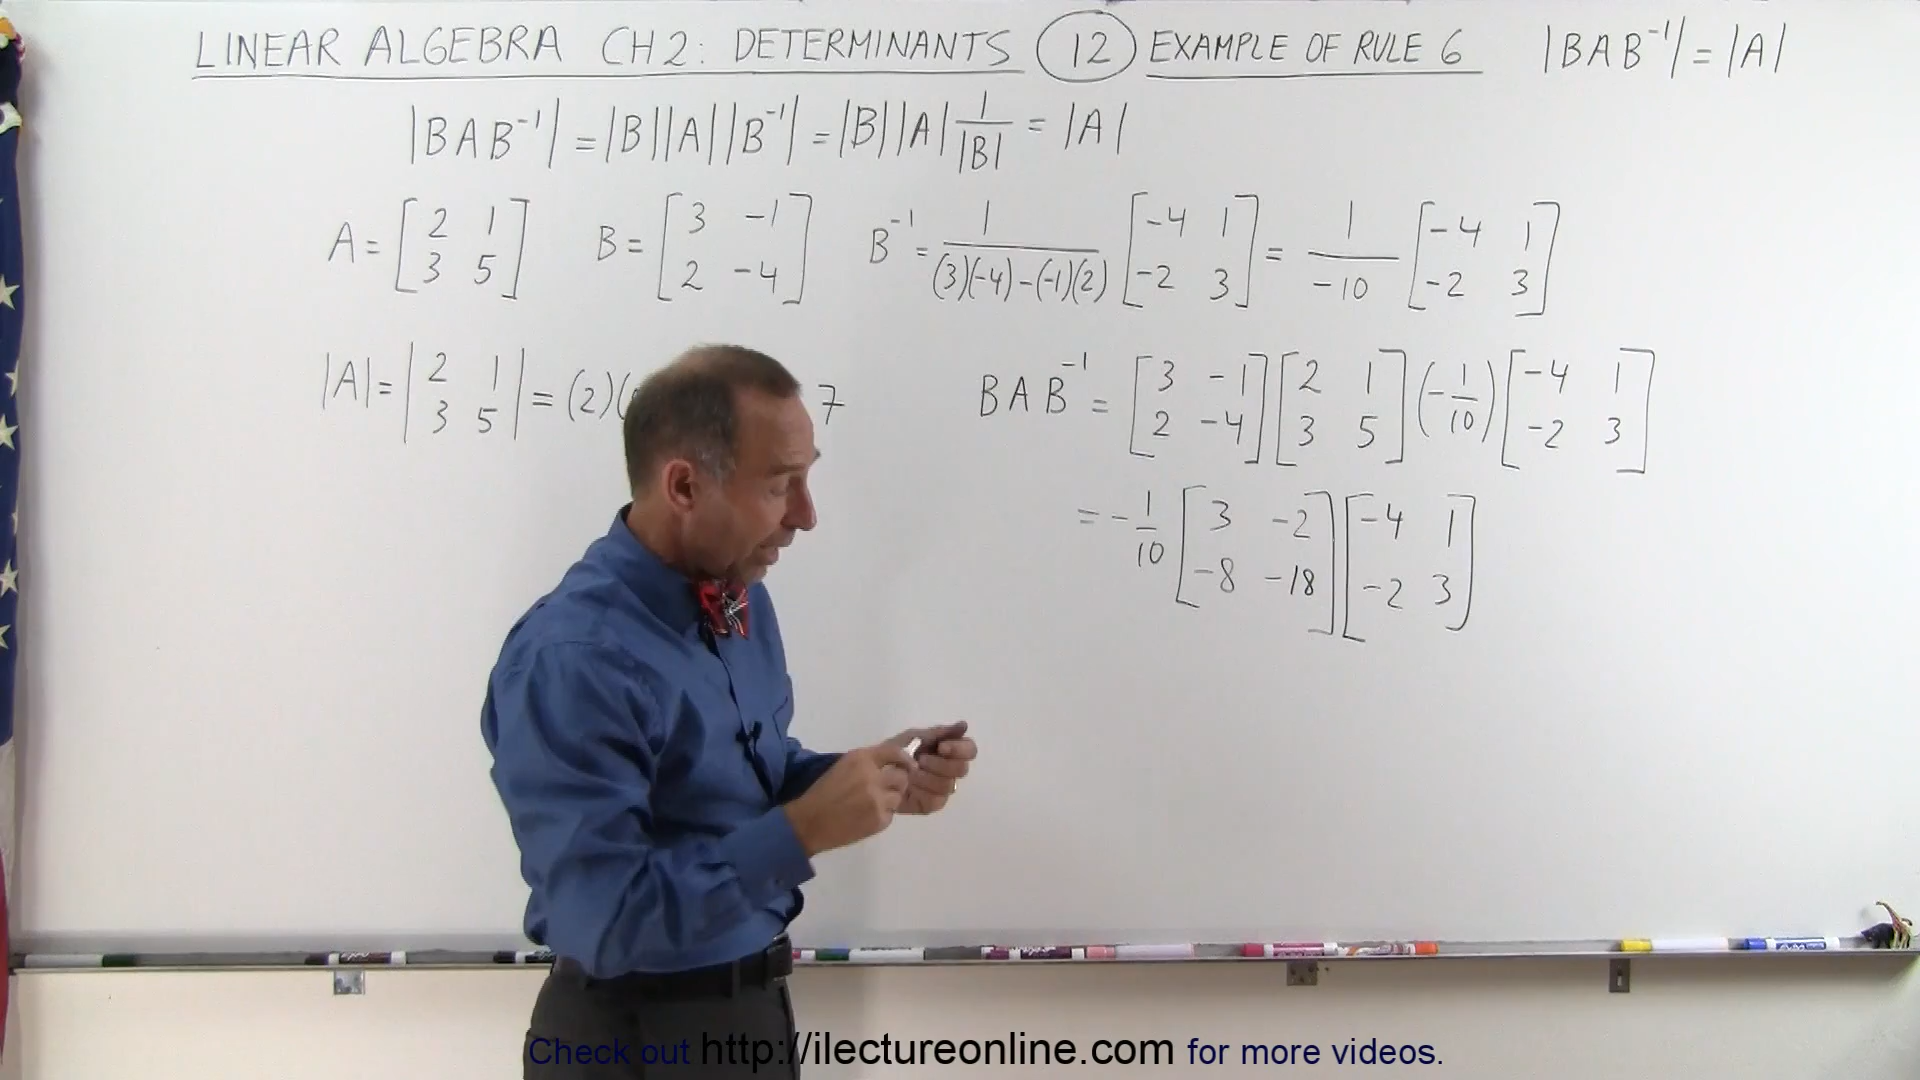 LINEAR ALGEBRA CH2: DETERMINANTS 12 EXAMPLE OF RULE 6 |BAB⁻¹| = |A|
|BAB⁻¹| = |B||A||B⁻¹| = |B||A| 1/|B| = |A|
A = [2 1; 3 5] B = [3 -1; 2 -4] B⁻¹ = 1/((3)(-4)-(-1)(2)) [-4 1; -2 3] = 1/-10 [-4 1; -2 3]
|A| = |2 1; 3 5| = (2)( 7
BAB⁻¹ = [3 -1; 2 -4] [2 1; 3 5] (-1/10) [-4 1; -2 3]
= -1/10 [3 -2; -8 -18] [-4 1; -2 3]
Check out http://ilectureonline.com for more videos.